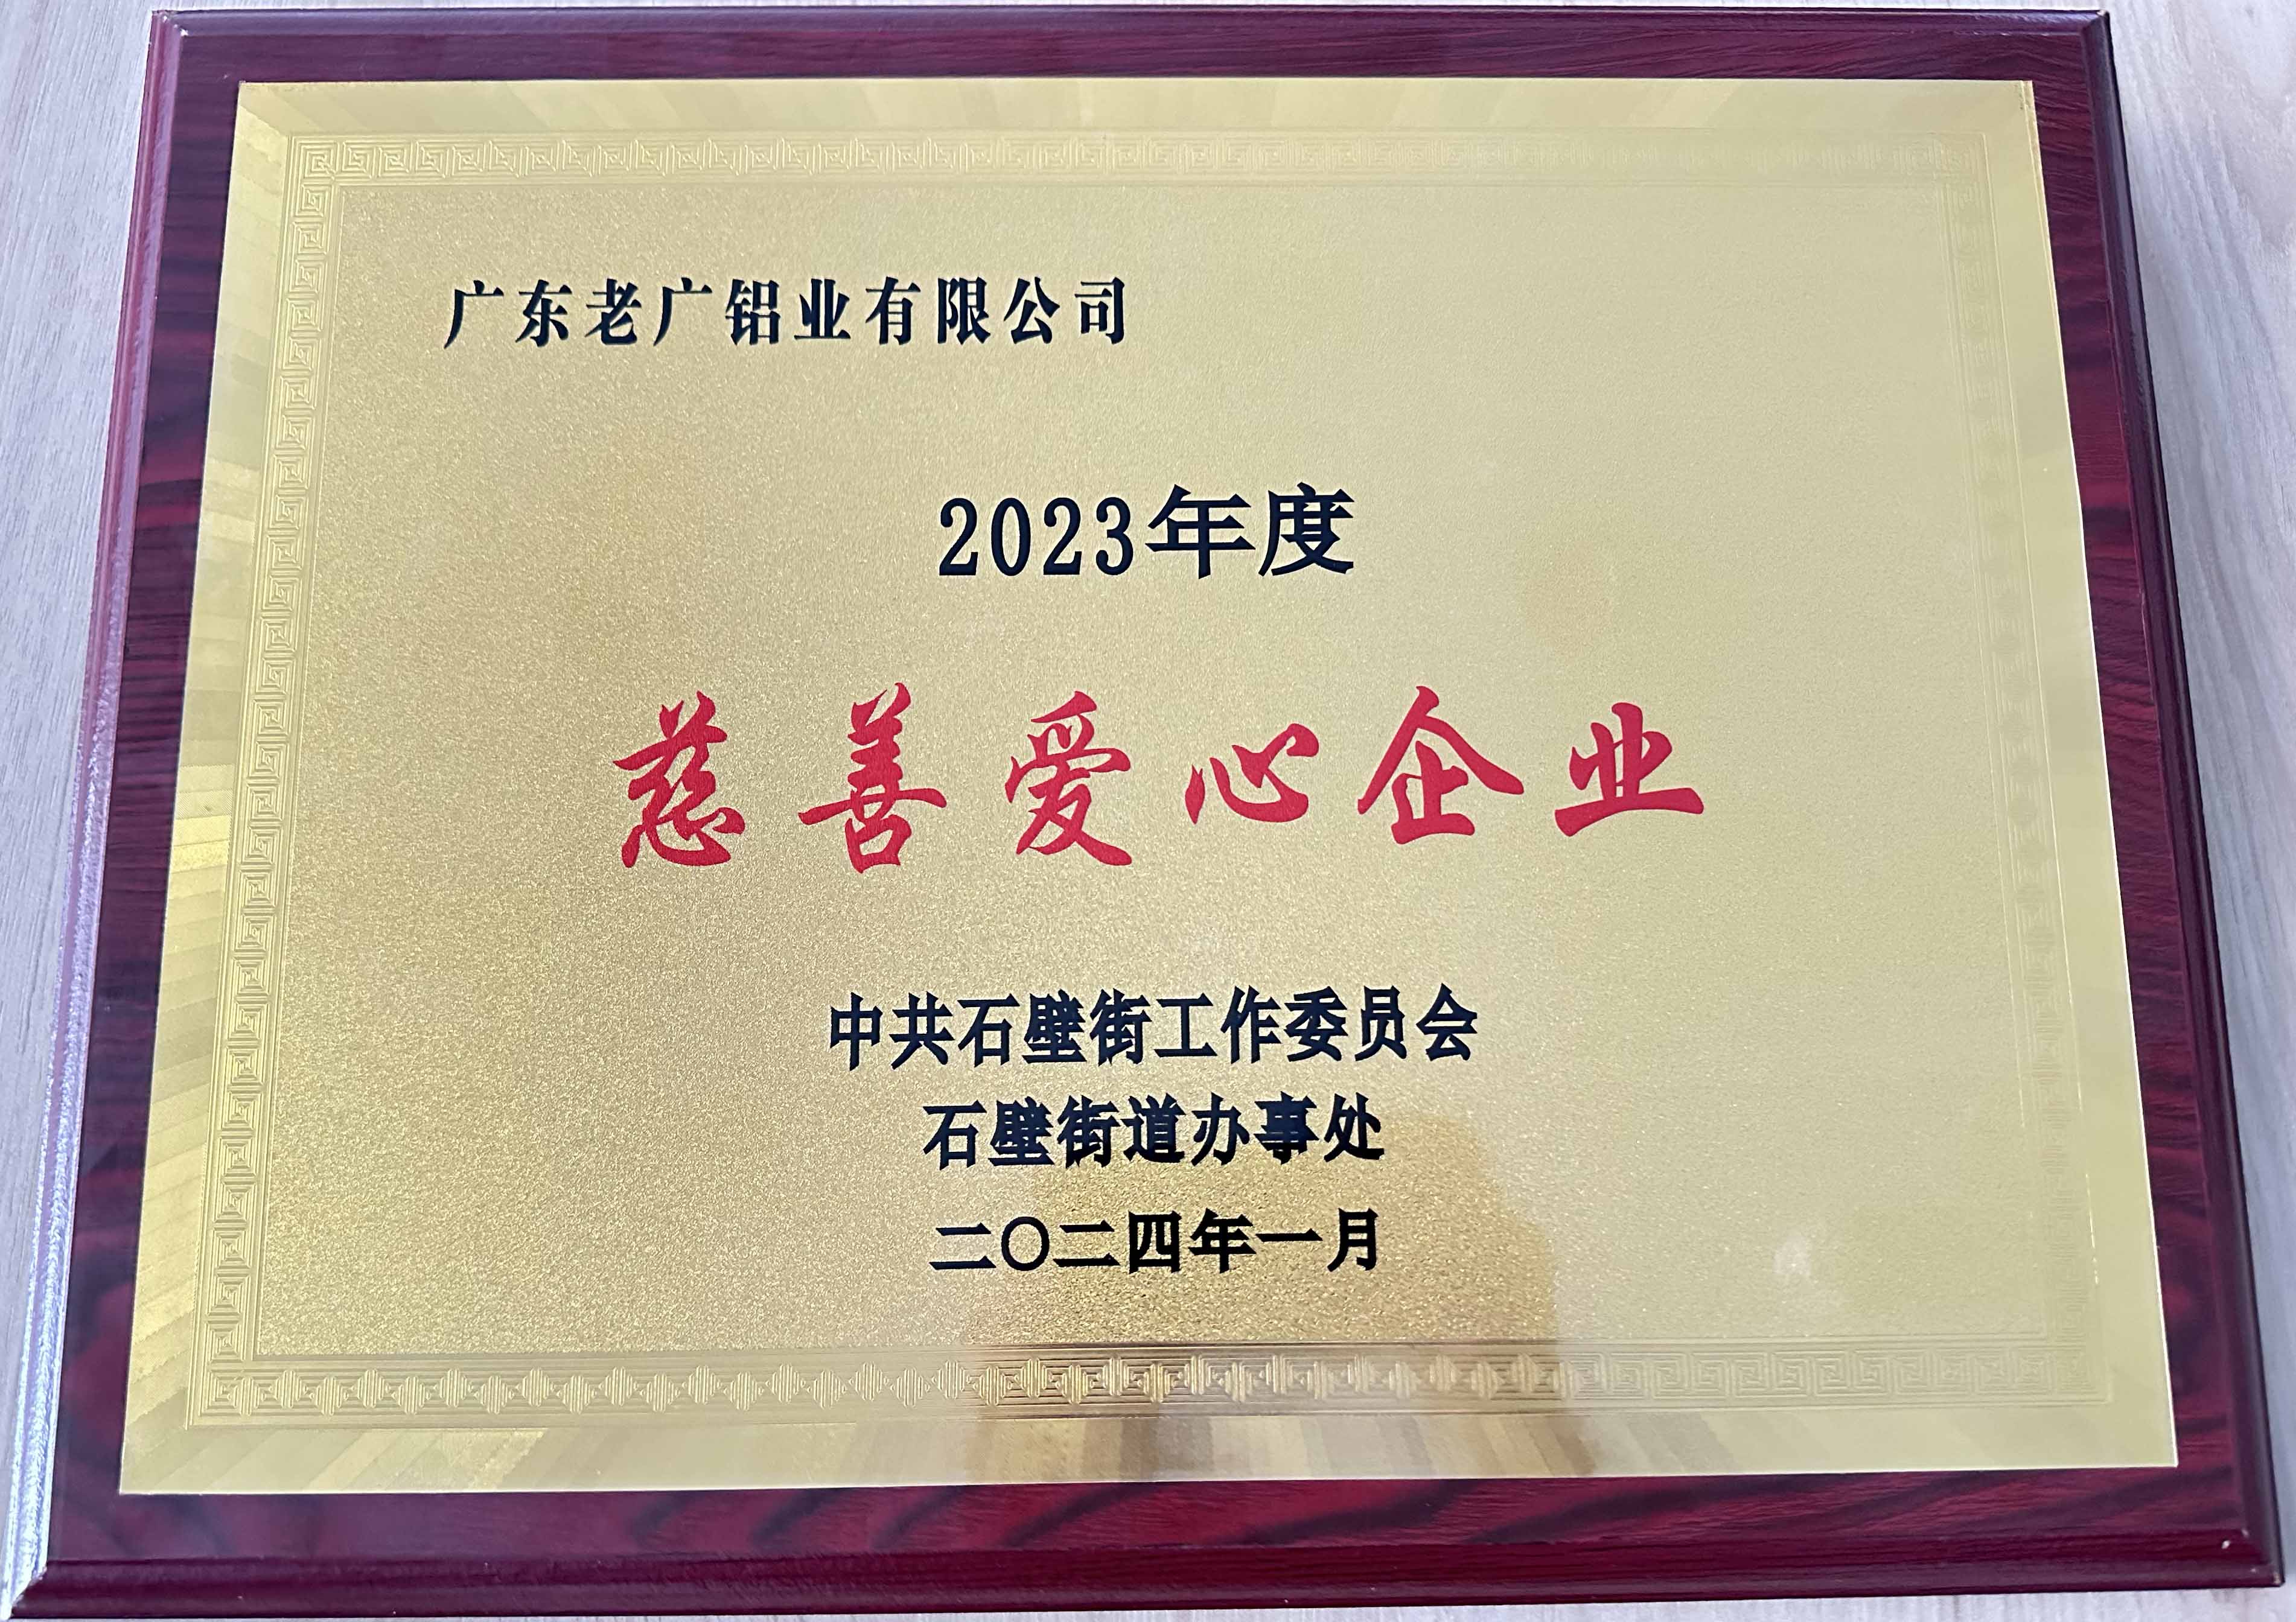 广东老广铝业有限公司
2023年度
慈善爱心企业
中共石壁街工作委员会
石壁街道办事处
二〇二四年一月